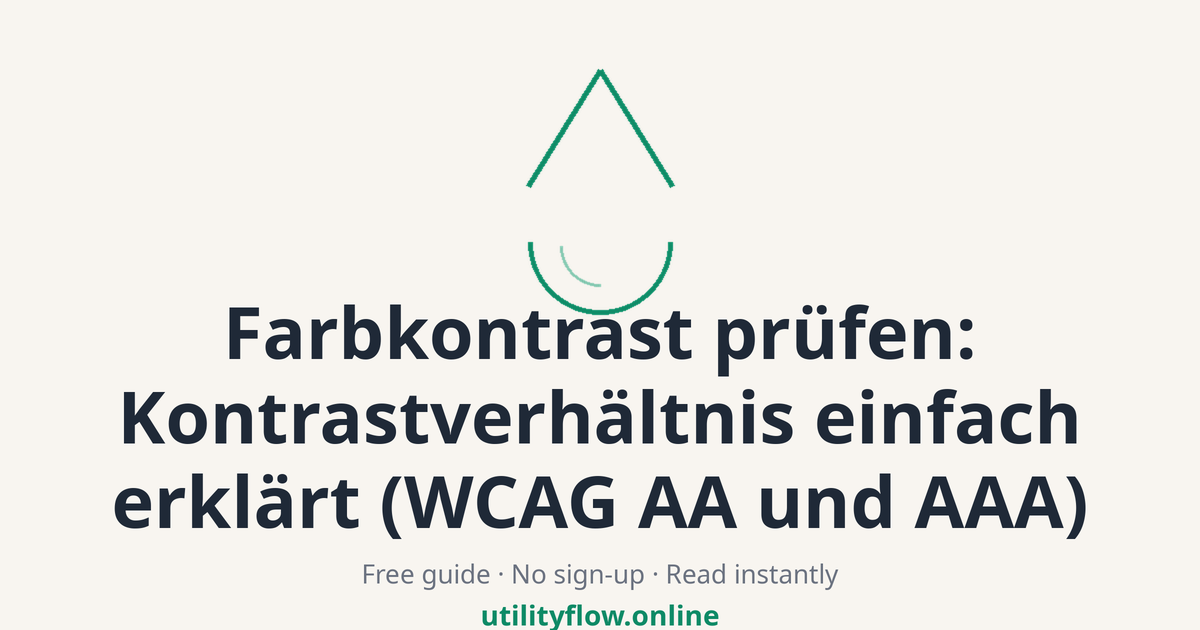 Farbkontrast prüfen:
Kontrastverhältnis einfach
erklärt (WCAG AA und AAA)
Free guide · No sign-up · Read instantly
utilityflow.online